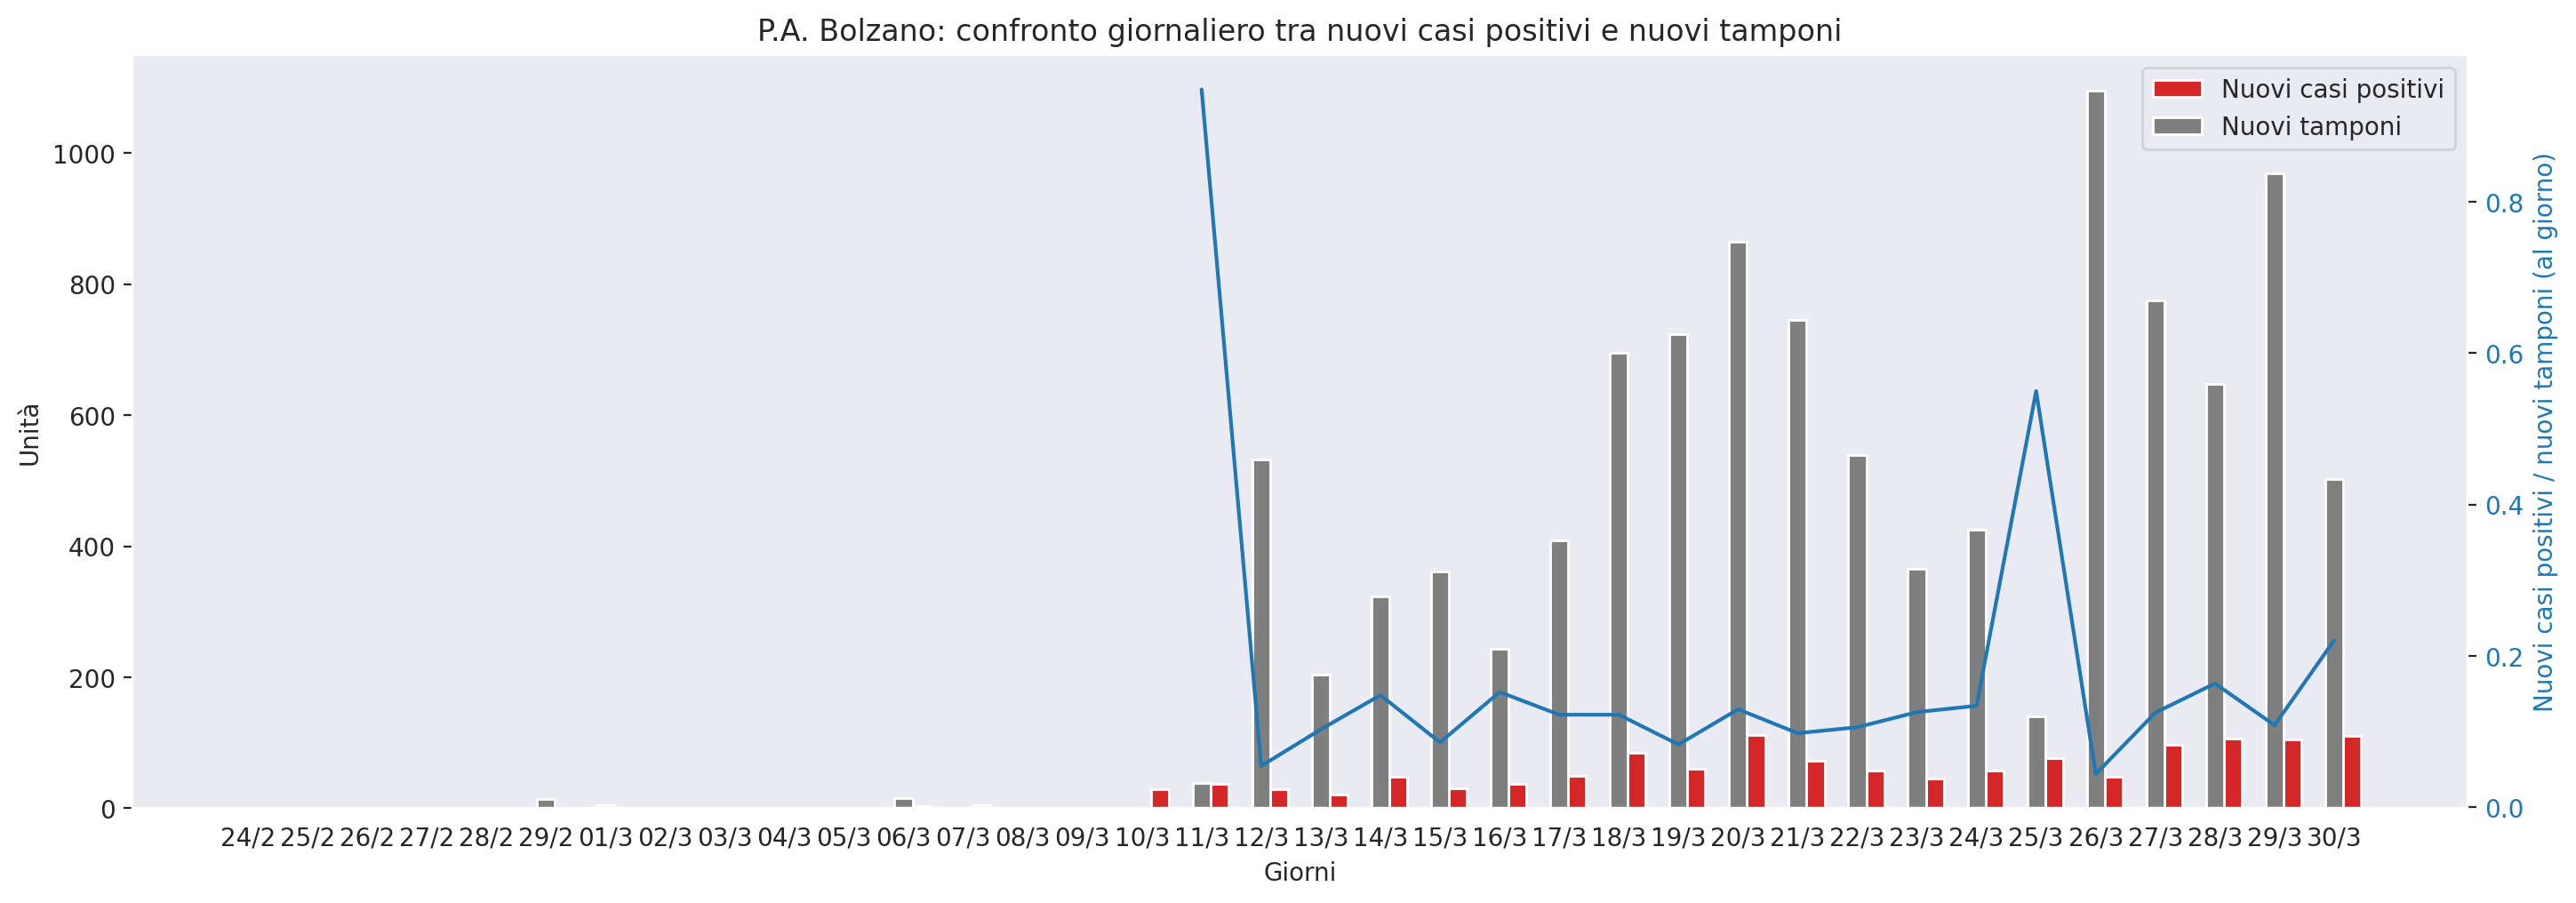 P.A. Bolzano: confronto giornaliero tra nuovi casi positivi e nuovi tamponi
Nuovi casi positivi
Nuovi tamponi
1000
800
600
400
200
0
Unità
0.8
0.6
0.4
0.2
0.0
Nuovi casi positivi / nuovi tamponi (al giorno)
24/2 25/2 26/2 27/2 28/2 29/2 01/3 02/3 03/3 04/3 05/3 06/3 07/3 08/3 09/3 10/3 11/3 12/3 13/3 14/3 15/3 16/3 17/3 18/3 19/3 20/3 21/3 22/3 23/3 24/3 25/3 26/3 27/3 28/3 29/3 30/3
Giorni